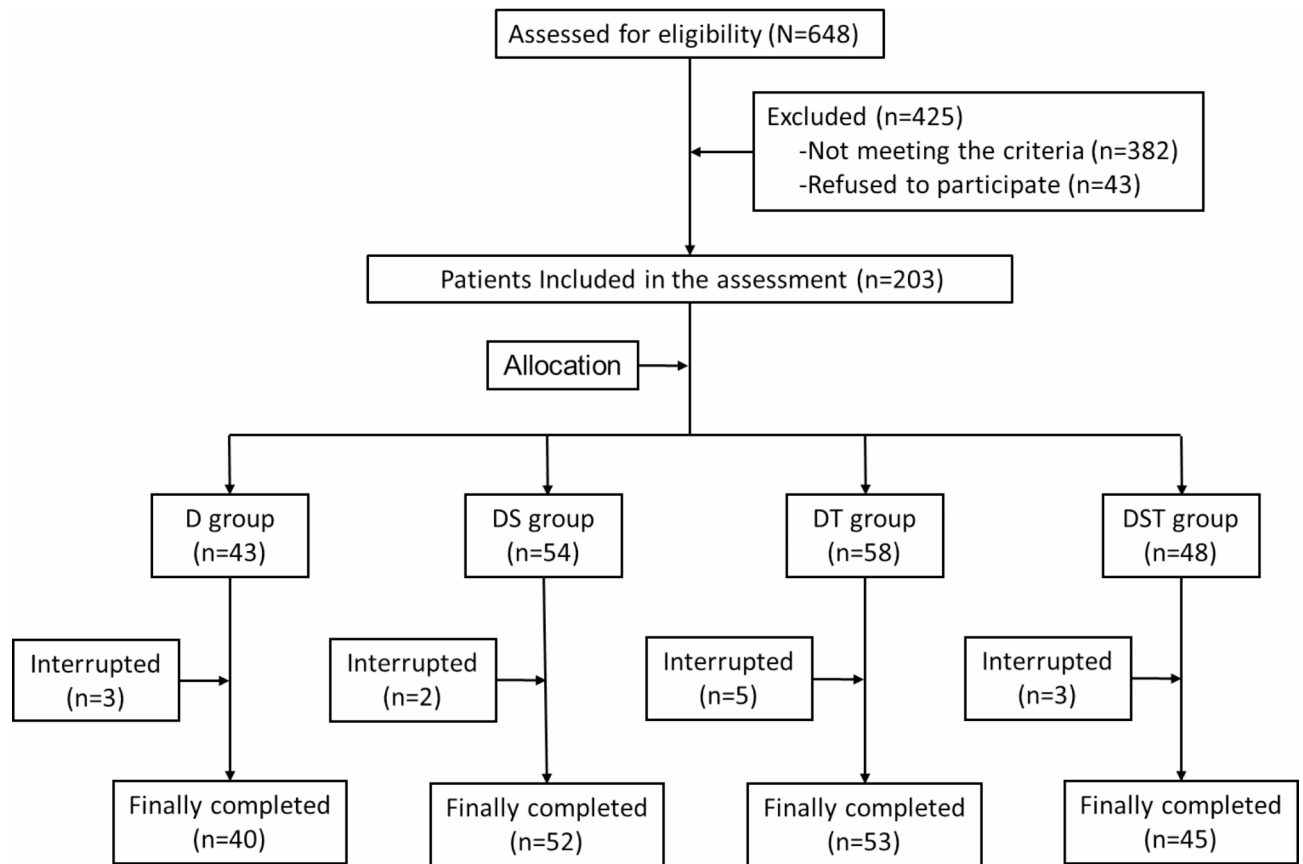 Assessed for eligibility (N=648)
Excluded (n=425)
-Not meeting the criteria (n=382)
-Refused to participate (n=43)
Patients Included in the assessment (n=203)
Allocation
D group
(n=43)
DS group
(n=54)
DT group
(n=58)
DST group
(n=48)
Interrupted
(n=3)
Interrupted
(n=2)
Interrupted
(n=5)
Interrupted
(n=3)
Finally completed
(n=40)
Finally completed
(n=52)
Finally completed
(n=53)
Finally completed
(n=45)